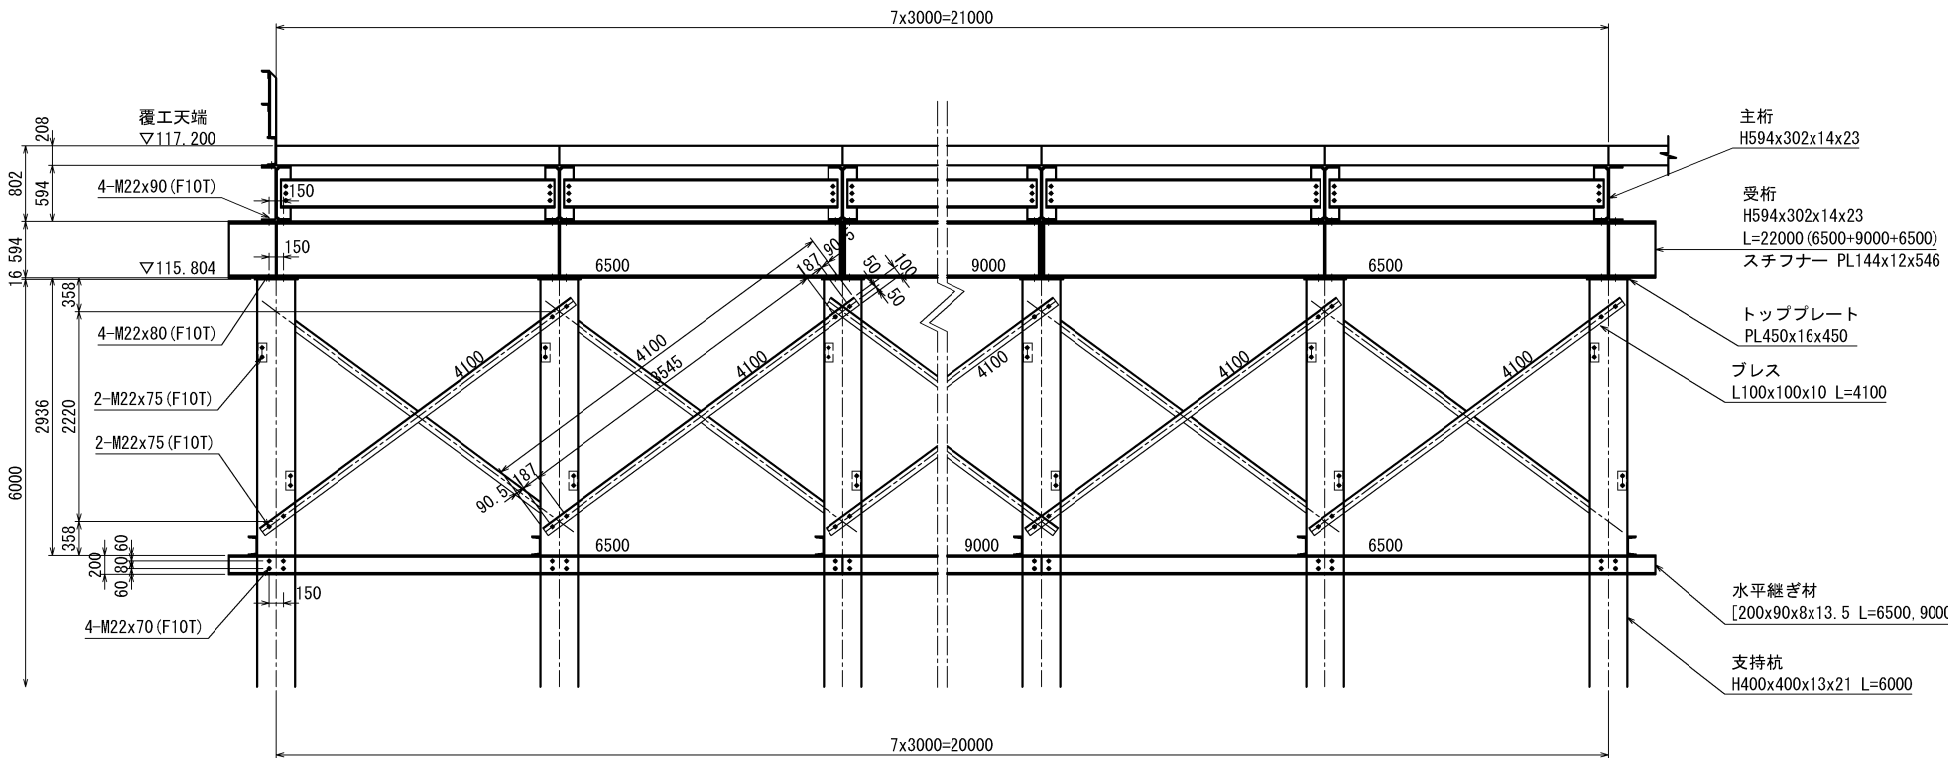 7x3000=21000
覆工天端
▽117.200
208
802
594
4-M22x90(F10T)
150
主桁
H594x302x14x23
受桁
H594x302x14x23
L=22000(6500+9000+6500)
スチフナー PL144x12x546
594
150
16
▽115.804
6500
9000
6500
187
90.5
50
100
50
358
4-M22x80(F10T)
トッププレート
PL450x16x450
ブレス
L100x100x10 L=4100
4100
4100
3545
4100
4100
4100
4100
2-M22x75(F10T)
2936
2220
2-M22x75(F10T)
6000
90.5
187
358
6500
9000
6500
200
60
80
60
150
4-M22x70(F10T)
水平継ぎ材
[200x90x8x13.5 L=6500,9000
支持杭
H400x400x13x21 L=6000
7x3000=20000